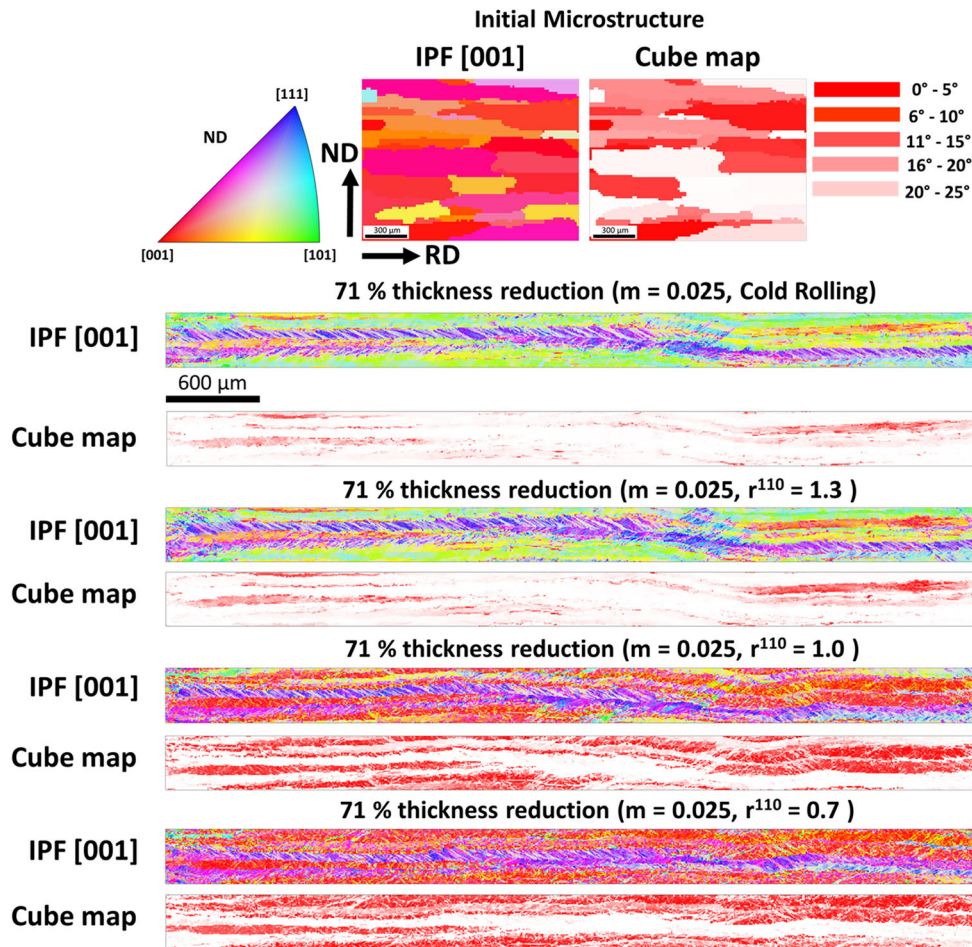 Initial Microstructure
IPF [001]
Cube map
[111]
ND
[001]
[101]
ND
RD
300 µm
300 µm
0° - 5°
6° - 10°
11° - 15°
16° - 20°
20° - 25°
71 % thickness reduction (m = 0.025, Cold Rolling)
IPF [001]
600 µm
Cube map
71 % thickness reduction (m = 0.025, r¹¹⁰ = 1.3 )
IPF [001]
Cube map
71 % thickness reduction (m = 0.025, r¹¹⁰ = 1.0 )
IPF [001]
Cube map
71 % thickness reduction (m = 0.025, r¹¹⁰ = 0.7 )
IPF [001]
Cube map